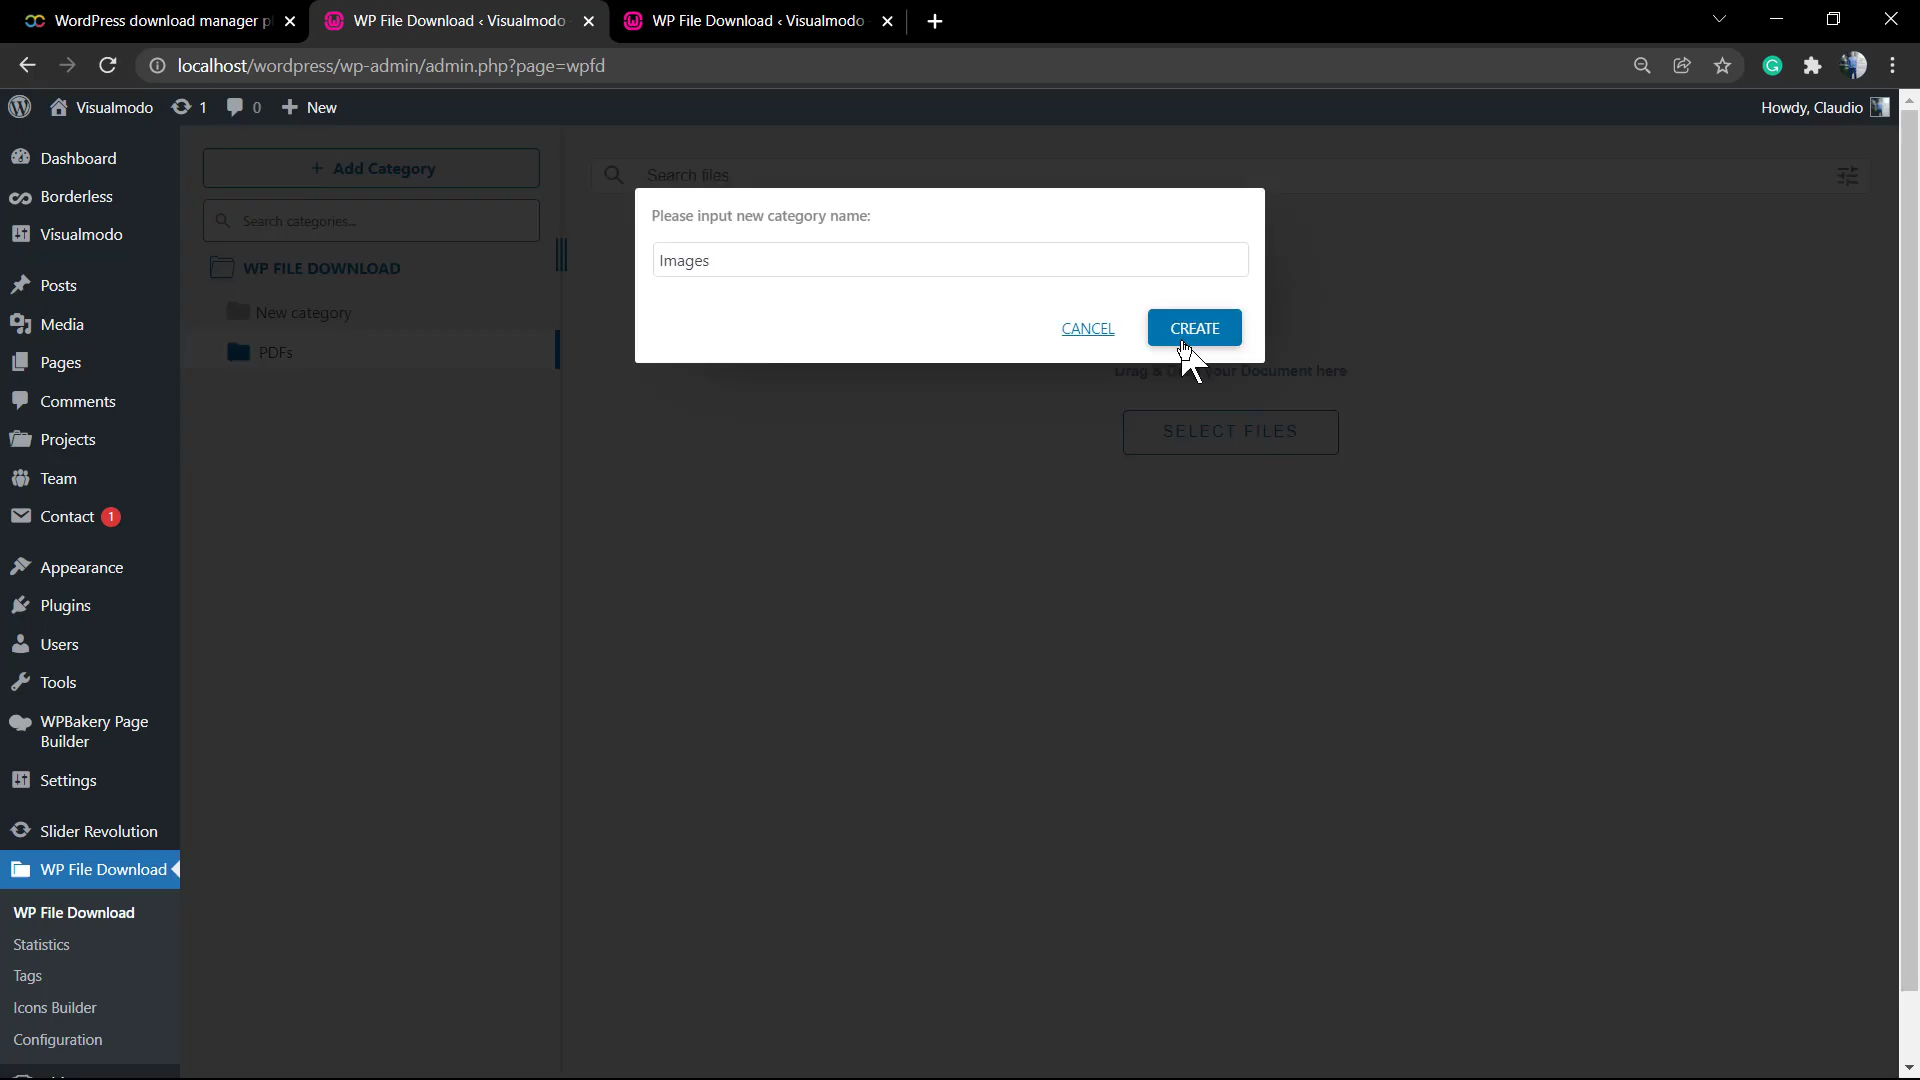 WordPress download manager p
WP File Download ‹ Visualmodo
WP File Download ‹ Visualmodo
localhost/wordpress/wp-admin/admin.php?page=wpfd
Visualmodo
1
0
New
Howdy, Claudio
Dashboard
Borderless
Visualmodo
Posts
Media
Pages
Comments
Projects
Team
Contact 1
Appearance
Plugins
Users
Tools
WPBakery Page
Builder
Settings
Slider Revolution
WP File Download
WP File Download
Statistics
Tags
Icons Builder
Configuration
+ Add Category
Search categories...
WP FILE DOWNLOAD
New category
PDFs
Search files
Please input new category name:
Images
CANCEL
CREATE
Drag & your Document here
SELECT FILES